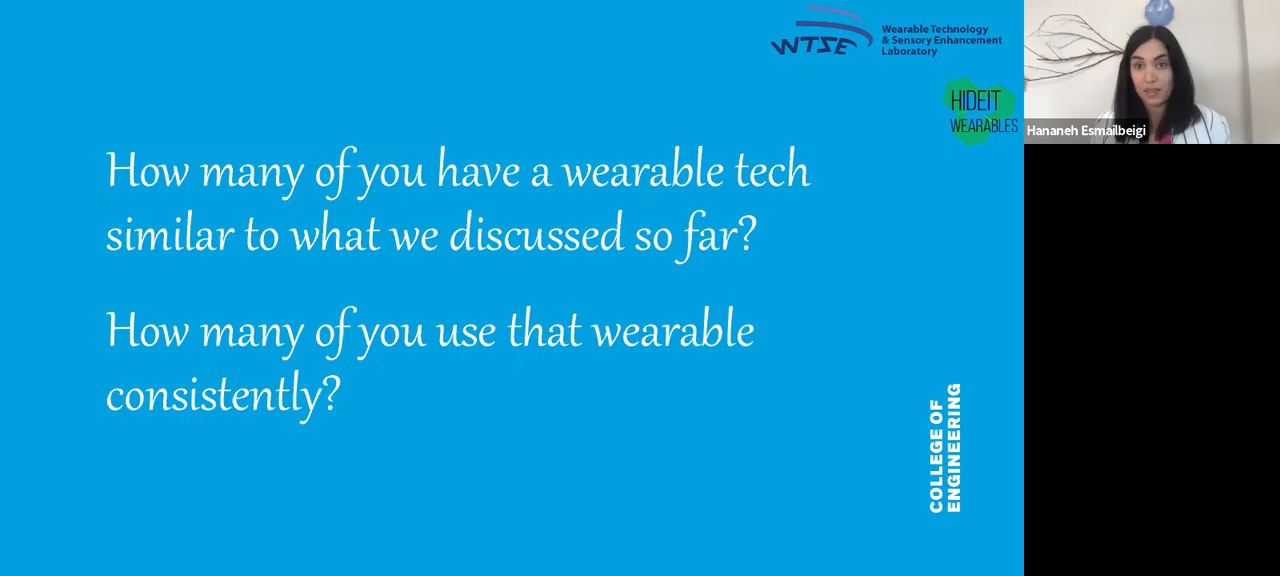 WTSE
Wearable Technology
& Sensory Enhancement
Laboratory
HIDEIT
WEARABLES
Hananeh Esmailbeigi
How many of you have a wearable tech
similar to what we discussed so far?
How many of you use that wearable
consistently?
COLLEGE OF
ENGINEERING